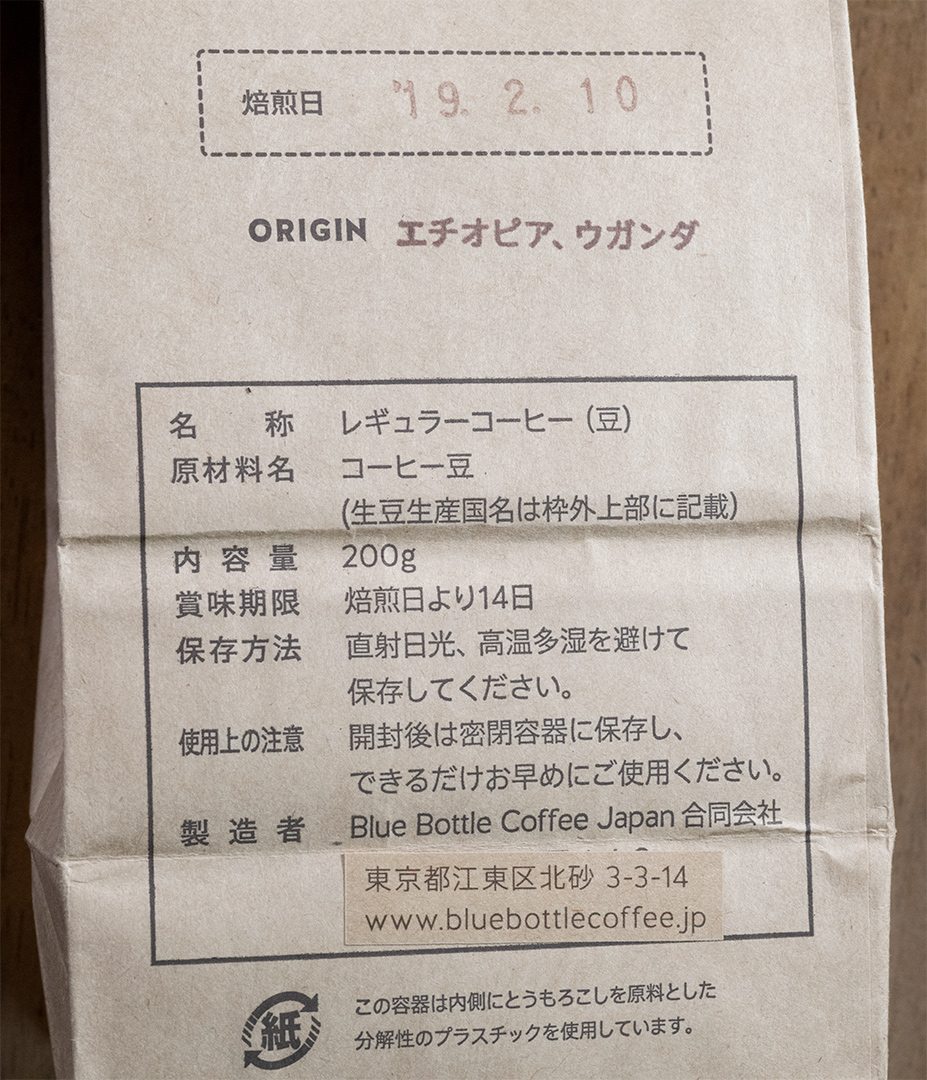 焙煎日 '19. 2. 10
ORIGIN エチオピア、ウガンダ
名称 レギュラーコーヒー (豆)
原材料名 コーヒー豆
(生豆生産国名は枠外上部に記載)
内容量 200g
賞味期限 焙煎日より14日
保存方法 直射日光、高温多湿を避けて
保存してください。
使用上の注意 開封後は密閉容器に保存し、
できるだけお早めにご使用ください。
製造者 Blue Bottle Coffee Japan 合同会社
東京都江東区北砂 3-3-14
www.bluebottlecoffee.jp
紙
この容器は内側にとうもろこしを原料とした
分解性のプラスチックを使用しています。